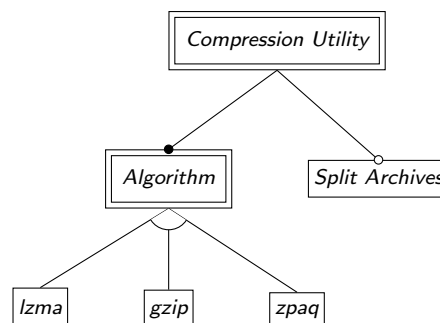 Compression Utility
Algorithm
Split Archives
lzma
gzip
zpaq